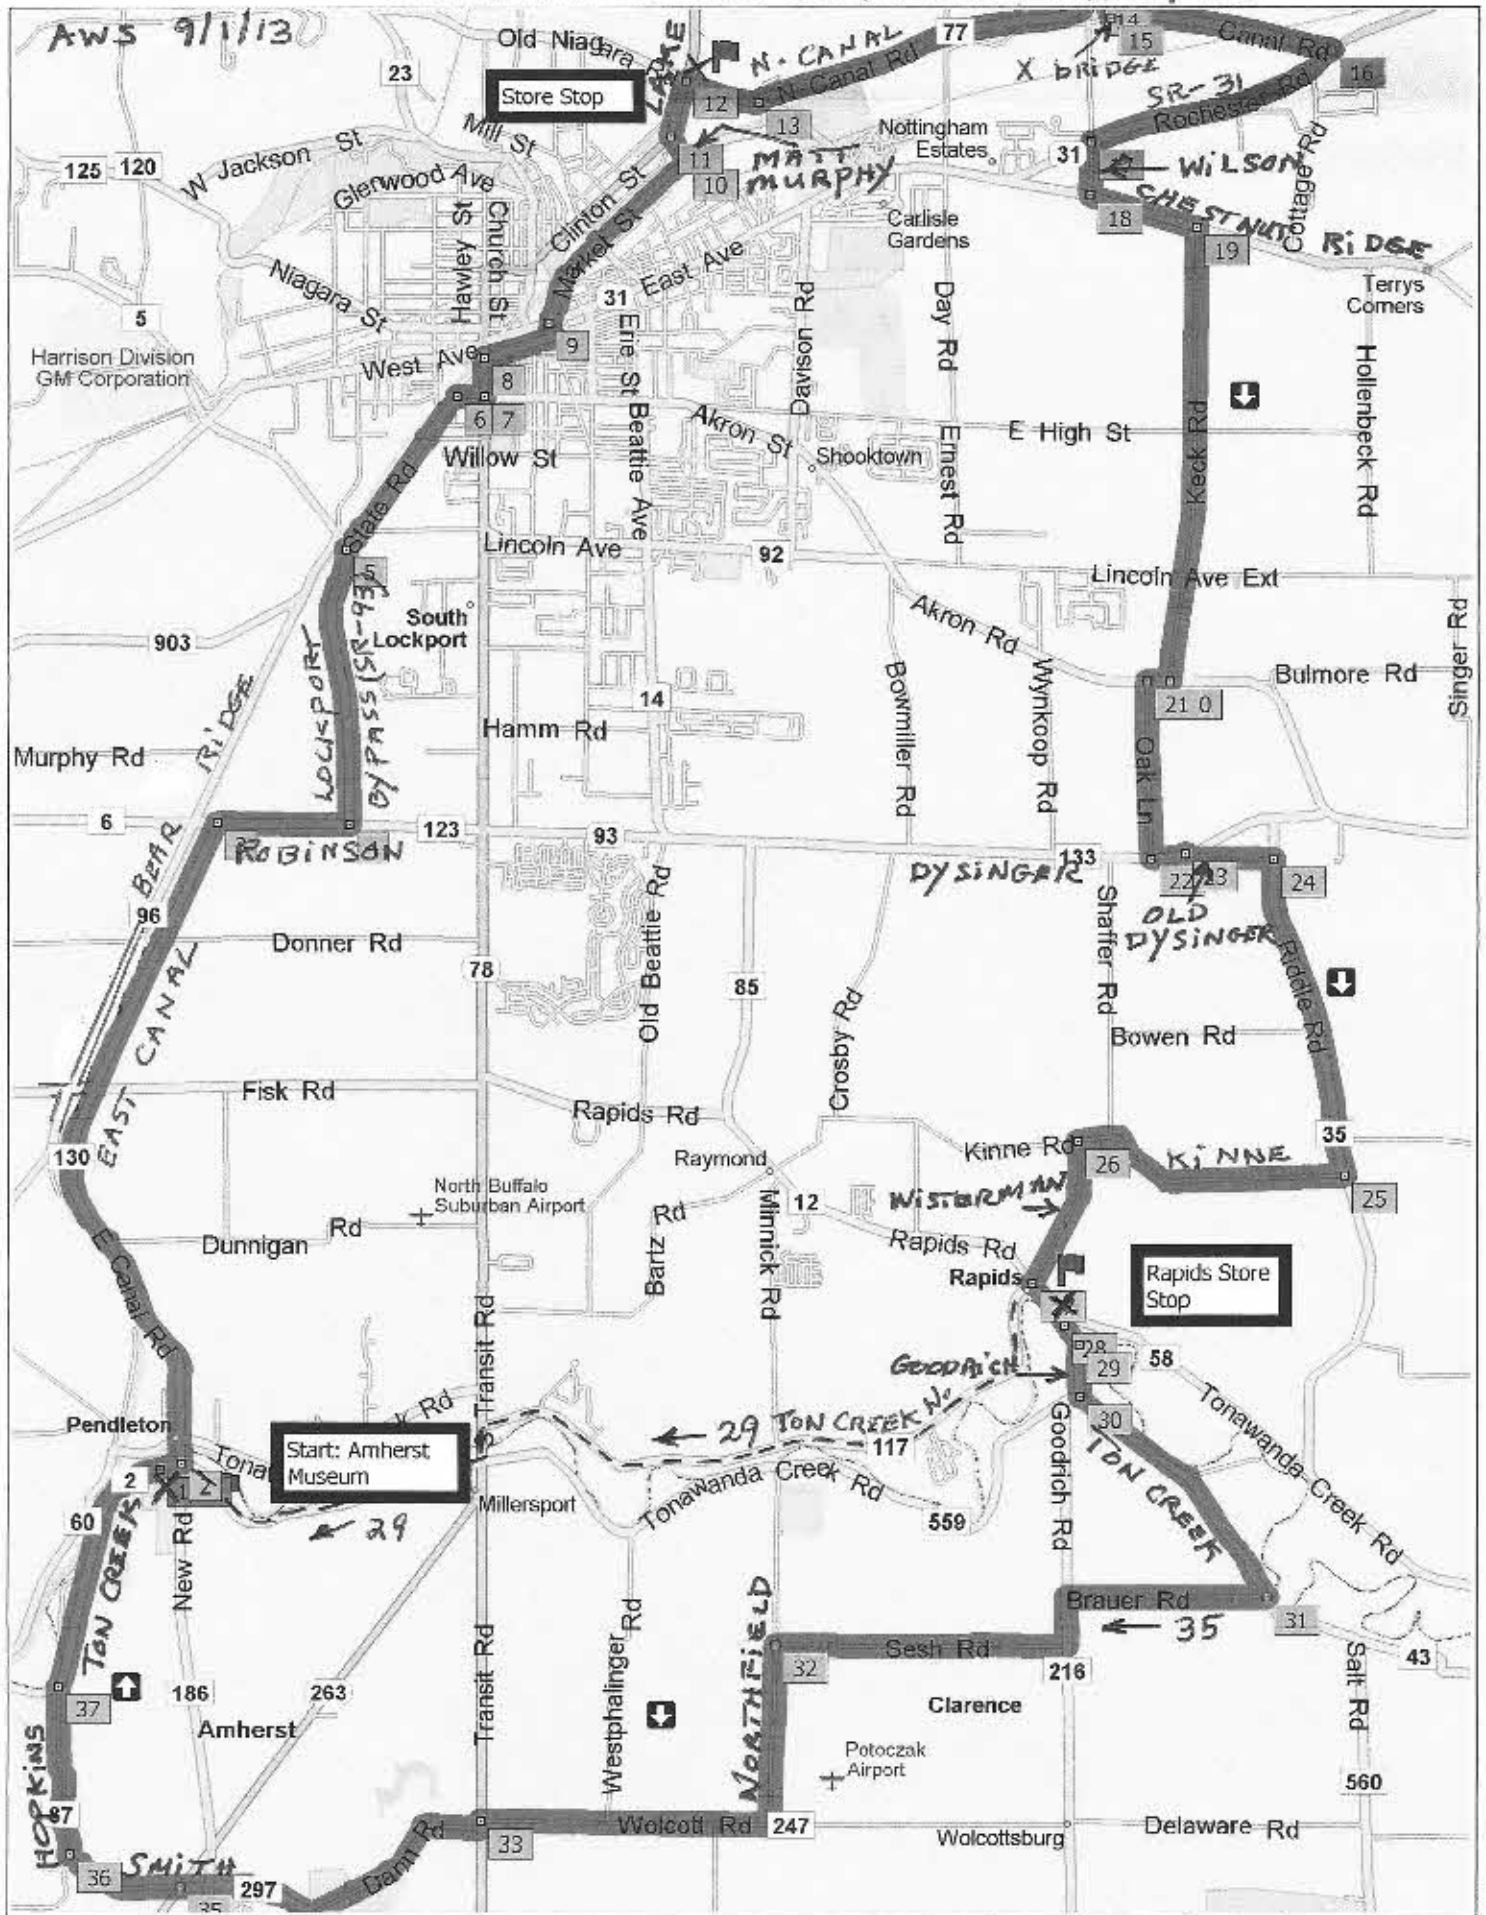 AWS 9/1/13
Old Niagara
LAKE
N. CANAL
77
14
15
Canal Rd
23
Store Stop
N Canal Rd
X bRiDGE
16
12
13
SR-31
Rochester Rd
Mill St
Nottingham
Estates
11
MATT
MURPHY
31
WiLSON
125
120
W Jackson St
10
Glenwood Ave
Clinton St
Carlisle
Gardens
18
CHESTNUT RiDGE
Cottage Rd
19
Hawley St
Church St
Market St
East Ave
Niagara St
31
Terrys
Corners
5
Davison Rd
Day Rd
Harrison Division
GM Corporation
West Ave
9
Erie St
8
Hollenbeck Rd
6
7
Beattie Ave
Akron St
E High St
Keck Rd
Willow St
Shooktown
Ernest Rd
State Rd
Lincoln Ave
92
5
Lincoln Ave Ext
South
Lockport
Akron Rd
Singer Rd
903
LOCKPORT
BYPASS (SR-93)
Bowmiller Rd
Wynkoop Rd
Bulmore Rd
14
21
0
BEAR RiDGE
Hamm Rd
Murphy Rd
Oak Ln
6
ROBiNSON
123
93
DYSiNGER
133
22
23
24
96
Old Beattie Rd
OLD
DYSiNGER
Donner Rd
Shaffer Rd
Riddle Rd
78
85
EAST CANAL
Crosby Rd
Bowen Rd
Fisk Rd
Rapids Rd
130
Raymond
Kinne Rd
26
KiNNE
35
25
North Buffalo
Suburban Airport
WiSTERMAN
12
Dunnigan Rd
Bartz Rd
Minnick Rd
Rapids Rd
Rapids
Rapids Store
Stop
E Canal Rd
28
29
58
GOODRiCH
S Transit Rd
k Rd
29 TON CREEK N.
117
30
Pendleton
Start: Amherst
Museum
Tona
TON CREEK
Tonawanda Creek Rd
2
1
2
Millersport
Tonawanda Creek Rd
60
29
559
Goodrich Rd
New Rd
TON CREEK
Brauer Rd
35
31
Westphalinger Rd
NORTHFiELD
Sesh Rd
32
216
43
Salt Rd
37
186
263
Transit Rd
Amherst
Clarence
HOPKiNS
Potoczak
Airport
560
87
Wolcott Rd
247
Wolcottsburg
Delaware Rd
33
Dann Rd
36
SMiTH
297
35